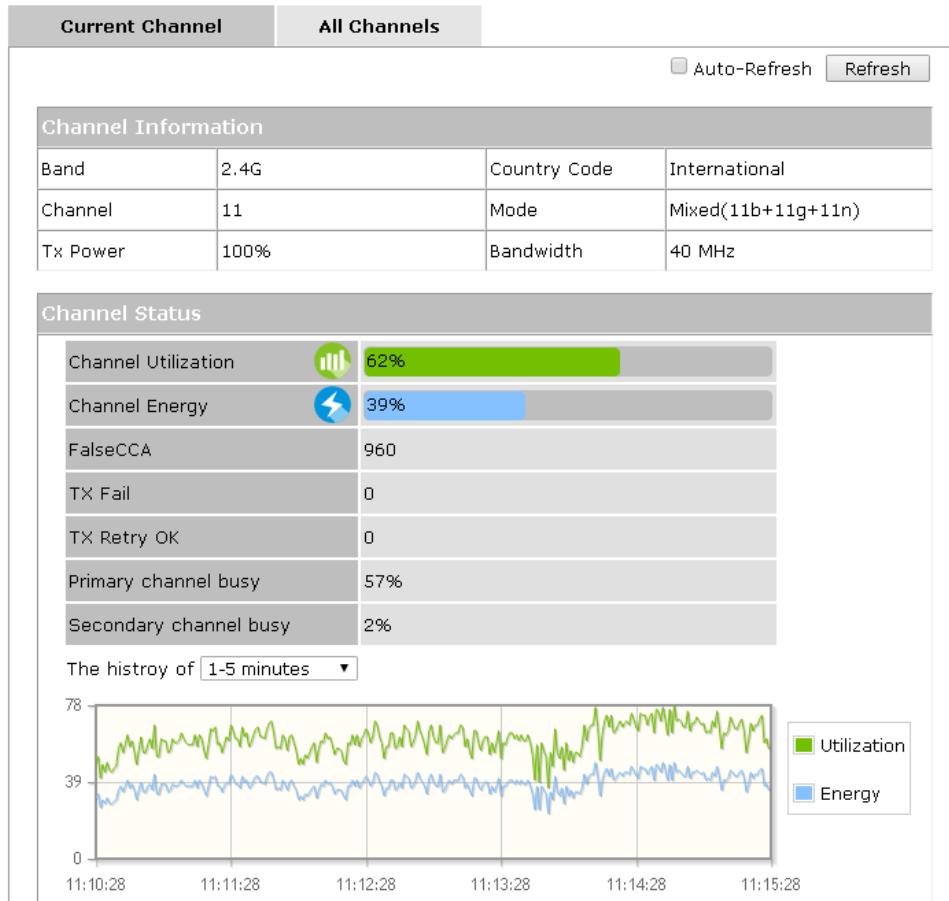 Current Channel All Channels
Auto-Refresh Refresh
Channel Information
Band 2.4G Country Code International
Channel 11 Mode Mixed(11b+11g+11n)
Tx Power 100% Bandwidth 40 MHz
Channel Status
Channel Utilization 62%
Channel Energy 39%
FalseCCA 960
TX Fail 0
TX Retry OK 0
Primary channel busy 57%
Secondary channel busy 2%
The histroy of 1-5 minutes
78
Utilization
39
Energy
0
11:10:28 11:11:28 11:12:28 11:13:28 11:14:28 11:15:28